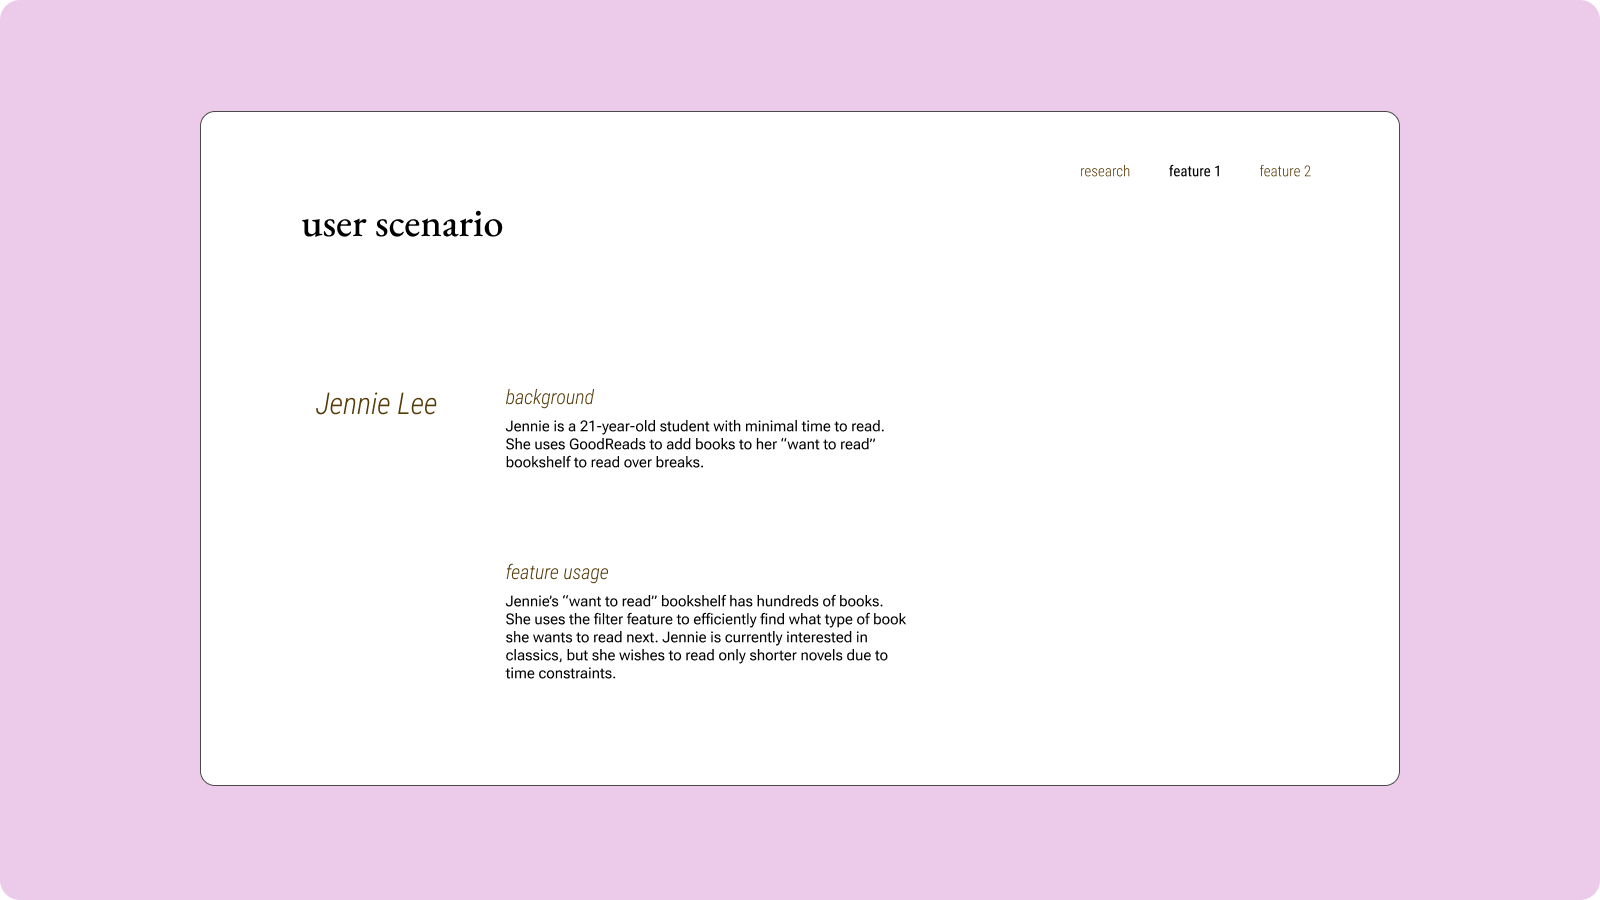 research feature 1 feature 2
user scenario
Jennie Lee
background
Jennie is a 21-year-old student with minimal time to read.
She uses GoodReads to add books to her “want to read”
bookshelf to read over breaks.
feature usage
Jennie’s “want to read” bookshelf has hundreds of books.
She uses the filter feature to efficiently find what type of book
she wants to read next. Jennie is currently interested in
classics, but she wishes to read only shorter novels due to
time constraints.